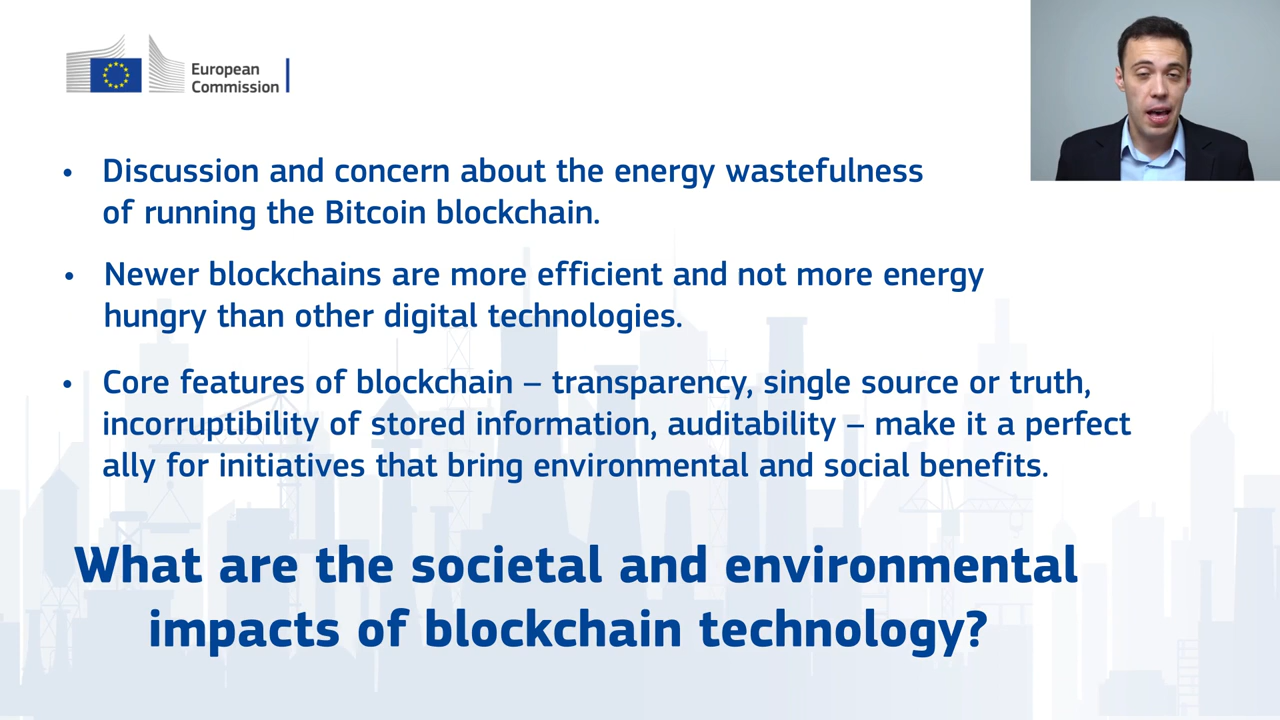 European
Commission
• Discussion and concern about the energy wastefulness
of running the Bitcoin blockchain.
• Newer blockchains are more efficient and not more energy
hungry than other digital technologies.
• Core features of blockchain – transparency, single source or truth,
incorruptibility of stored information, auditability – make it a perfect
ally for initiatives that bring environmental and social benefits.
What are the societal and environmental
impacts of blockchain technology?